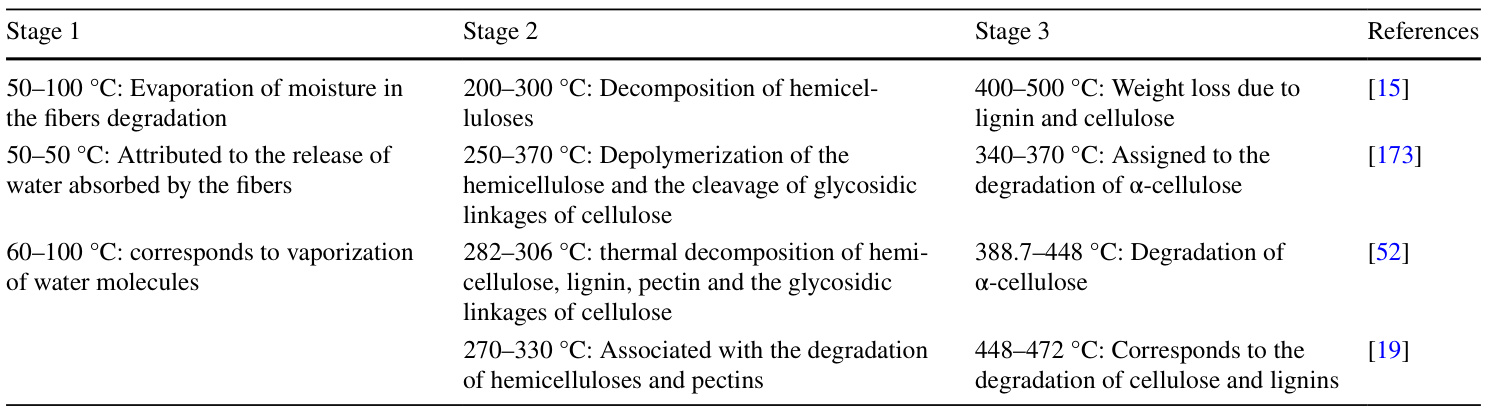 Stage 1 Stage 2 Stage 3 References
50–100 °C: Evaporation of moisture in 200–300 °C: Decomposition of hemicel- 400–500 °C: Weight loss due to [15]
the fibers degradation luloses lignin and cellulose
50–50 °C: Attributed to the release of 250–370 °C: Depolymerization of the 340–370 °C: Assigned to the [173]
water absorbed by the fibers hemicellulose and the cleavage of glycosidic degradation of α-cellulose
linkages of cellulose
60–100 °C: corresponds to vaporization 282–306 °C: thermal decomposition of hemi- 388.7–448 °C: Degradation of [52]
of water molecules cellulose, lignin, pectin and the glycosidic α-cellulose
linkages of cellulose
270–330 °C: Associated with the degradation 448–472 °C: Corresponds to the [19]
of hemicelluloses and pectins degradation of cellulose and lignins